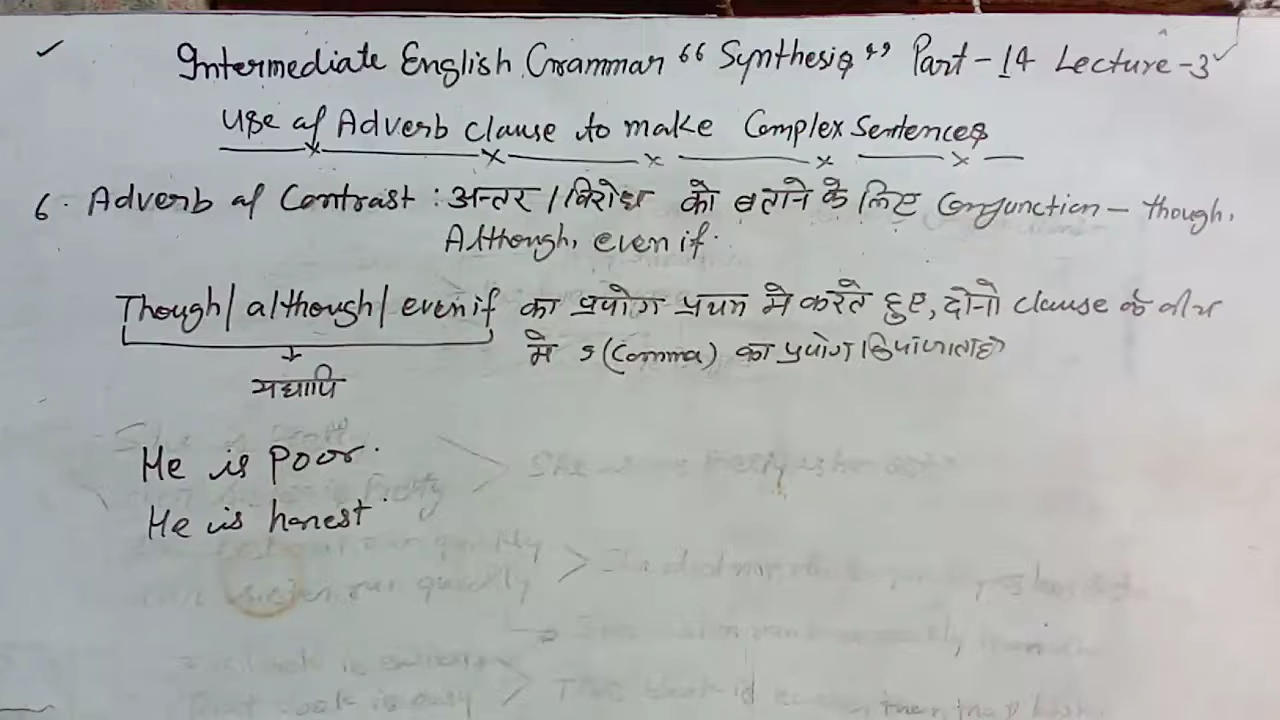 Intermediate English Grammar “ Synthesis ” Part - 14 Lecture - 3
Use of Adverb clause to make Complex Sentences
6. Adverb of Contrast : अन्तर / विरोध को बताने के लिए Conjunction – though,
Although, even if.
Though / although / even if का प्रयोग प्रथम मे करते हुए, दोनो clause के बीच
मे , (Comma) का प्रयोग किया जाता है
यद्यापि
He is poor.
He is honest.